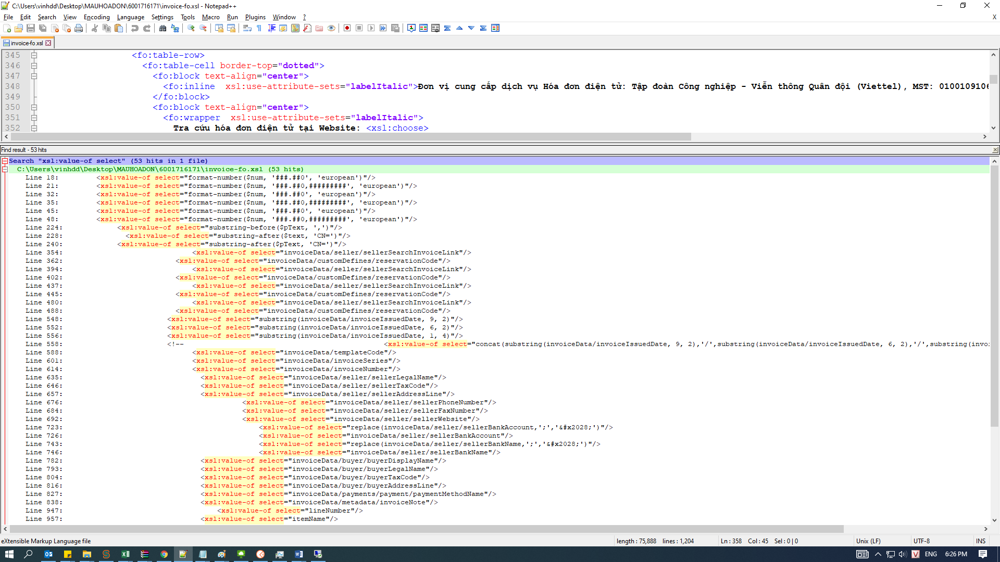 C:\Users\vinhdd\Desktop\MAUHOADON\6001716171\invoice-fo.xsl - Notepad++
File Edit Search View Encoding Language Settings Tools Macro Run Plugins Window ? X
invoice-fo.xsl
345 <fo:table-row>
346 <fo:table-cell border-top="dotted">
347 <fo:block text-align="center">
348 <fo:inline  xsl:use-attribute-sets="labelItalic">Đơn vị cung cấp dịch vụ Hóa đơn điện tử: Tập đoàn Công nghiệp - Viễn thông Quân đội (Viettel), MST: 0100109106
349 </fo:block>
350 <fo:block text-align="center">
351 <fo:wrapper  xsl:use-attribute-sets="labelItalic">
352 Tra cứu hóa đơn điện tử tại Website: <xsl:choose>
Find result - 53 hits
Search "xsl:value-of select" (53 hits in 1 file)
C:\Users\vinhdd\Desktop\MAUHOADON\6001716171\invoice-fo.xsl (53 hits)
Line 18: <xsl:value-of select="format-number($num, '###.##0', 'european')"/>
Line 21: <xsl:value-of select="format-number($num, '###.##0,#########', 'european')"/>
Line 32: <xsl:value-of select="format-number($num, '###.##0', 'european')"/>
Line 35: <xsl:value-of select="format-number($num, '###.##0,#########', 'european')"/>
Line 45: <xsl:value-of select="format-number($num, '###.##0', 'european')"/>
Line 48: <xsl:value-of select="format-number($num, '###.##0,#########', 'european')"/>
Line 224: <xsl:value-of select="substring-before($pText, ',')"/>
Line 228: <xsl:value-of select="substring-after($text, 'CN=')"/>
Line 240: <xsl:value-of select="substring-after($pText, 'CN=')"/>
Line 354: <xsl:value-of select="invoiceData/seller/sellerSearchInvoiceLink"/>
Line 362: <xsl:value-of select="invoiceData/customDefines/reservationCode"/>
Line 394: <xsl:value-of select="invoiceData/seller/sellerSearchInvoiceLink"/>
Line 402: <xsl:value-of select="invoiceData/customDefines/reservationCode"/>
Line 437: <xsl:value-of select="invoiceData/seller/sellerSearchInvoiceLink"/>
Line 445: <xsl:value-of select="invoiceData/customDefines/reservationCode"/>
Line 480: <xsl:value-of select="invoiceData/seller/sellerSearchInvoiceLink"/>
Line 488: <xsl:value-of select="invoiceData/customDefines/reservationCode"/>
Line 548: <xsl:value-of select="substring(invoiceData/invoiceIssuedDate, 9, 2)"/>
Line 552: <xsl:value-of select="substring(invoiceData/invoiceIssuedDate, 6, 2)"/>
Line 556: <xsl:value-of select="substring(invoiceData/invoiceIssuedDate, 1, 4)"/>
Line 558: <!-- <xsl:value-of select="concat(substring(invoiceData/invoiceIssuedDate, 9, 2),'/',substring(invoiceData/invoiceIssuedDate, 6, 2),'/',substring(invo
Line 588: <xsl:value-of select="invoiceData/templateCode"/>
Line 601: <xsl:value-of select="invoiceData/invoiceSeries"/>
Line 614: <xsl:value-of select="invoiceData/invoiceNumber"/>
Line 635: <xsl:value-of select="invoiceData/seller/sellerLegalName"/>
Line 646: <xsl:value-of select="invoiceData/seller/sellerTaxCode"/>
Line 657: <xsl:value-of select="invoiceData/seller/sellerAddressLine"/>
Line 676: <xsl:value-of select="invoiceData/seller/sellerPhoneNumber"/>
Line 684: <xsl:value-of select="invoiceData/seller/sellerFaxNumber"/>
Line 692: <xsl:value-of select="invoiceData/seller/sellerWebsite"/>
Line 723: <xsl:value-of select="replace(invoiceData/seller/sellerBankAccount,';','&#x2028;')"/>
Line 726: <xsl:value-of select="invoiceData/seller/sellerBankAccount"/>
Line 743: <xsl:value-of select="replace(invoiceData/seller/sellerBankName,';','&#x2028;')"/>
Line 746: <xsl:value-of select="invoiceData/seller/sellerBankName"/>
Line 782: <xsl:value-of select="invoiceData/buyer/buyerDisplayName"/>
Line 793: <xsl:value-of select="invoiceData/buyer/buyerLegalName"/>
Line 804: <xsl:value-of select="invoiceData/buyer/buyerTaxCode"/>
Line 816: <xsl:value-of select="invoiceData/buyer/buyerAddressLine"/>
Line 827: <xsl:value-of select="invoiceData/payments/payment/paymentMethodName"/>
Line 838: <xsl:value-of select="invoiceData/metadata/invoiceNote"/>
Line 947: <xsl:value-of select="lineNumber"/>
Line 957: <xsl:value-of select="itemName"/>
eXtensible Markup Language file length : 75,888 lines : 1,204 Ln : 358 Col : 45 Sel : 0 | 0 Unix (LF) UTF-8 INS
ENG 6:26 PM